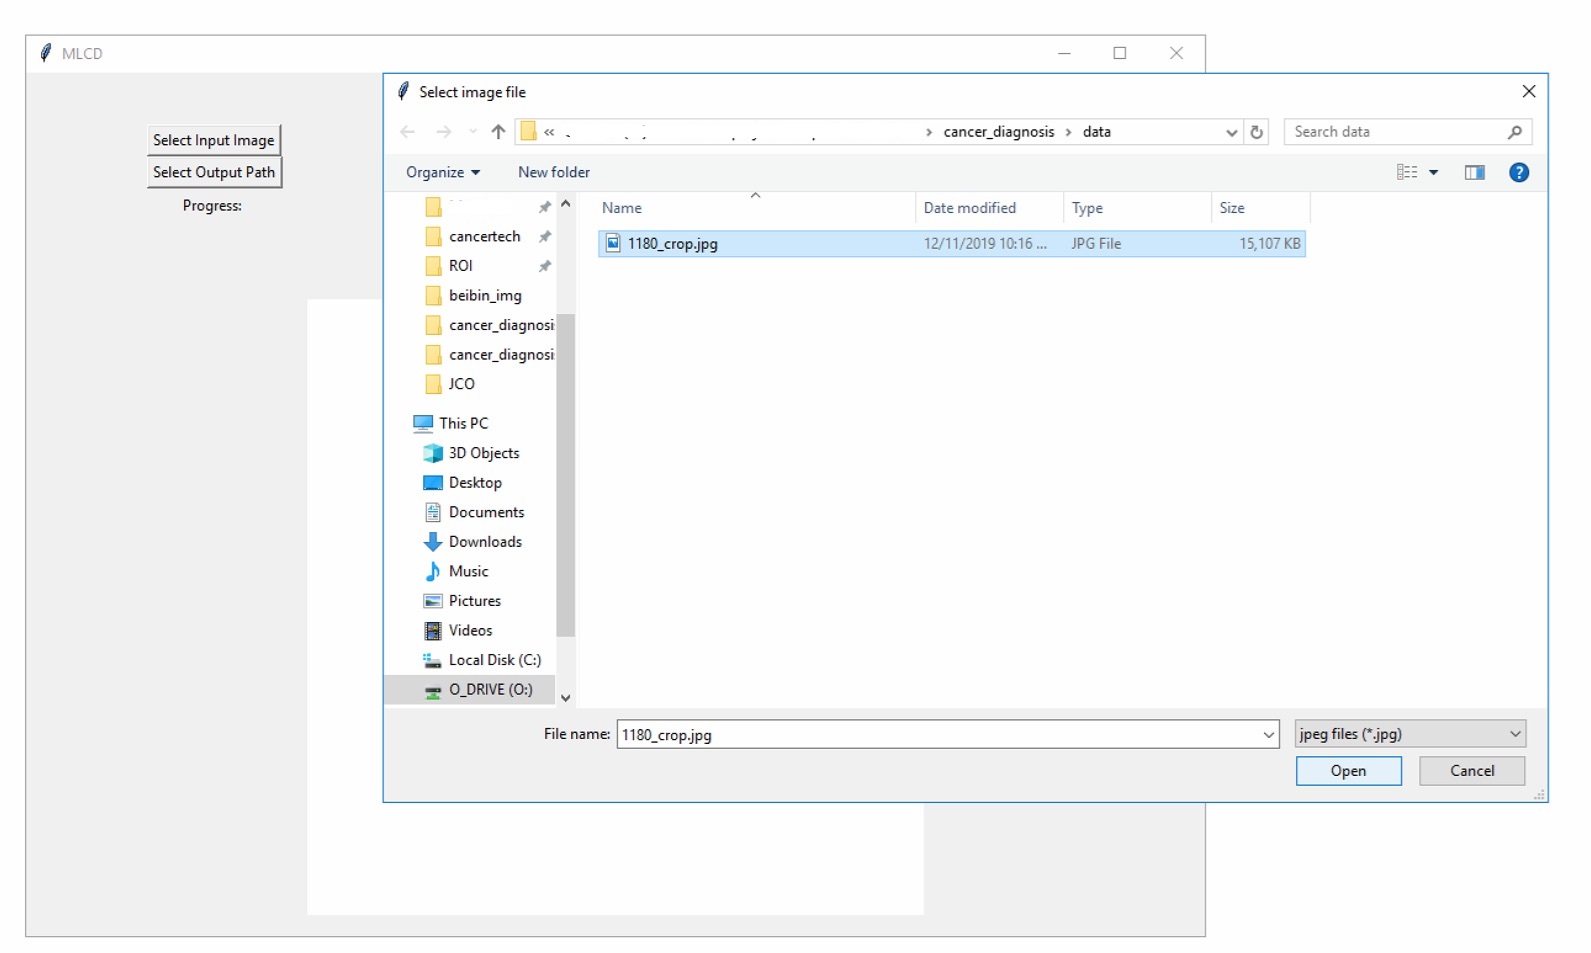 MLCD
Select Input Image
Select Output Path
Progress:
Select image file
« › cancer_diagnosis › data
Search data
Organize
New folder
cancertech
ROI
beibin_img
cancer_diagnosi
cancer_diagnosi
JCO
This PC
3D Objects
Desktop
Documents
Downloads
Music
Pictures
Videos
Local Disk (C:)
O_DRIVE (O:)
Name Date modified Type Size
1180_crop.jpg 12/11/2019 10:16 ... JPG File 15,107 KB
File name: 1180_crop.jpg
jpeg files (*.jpg)
Open
Cancel